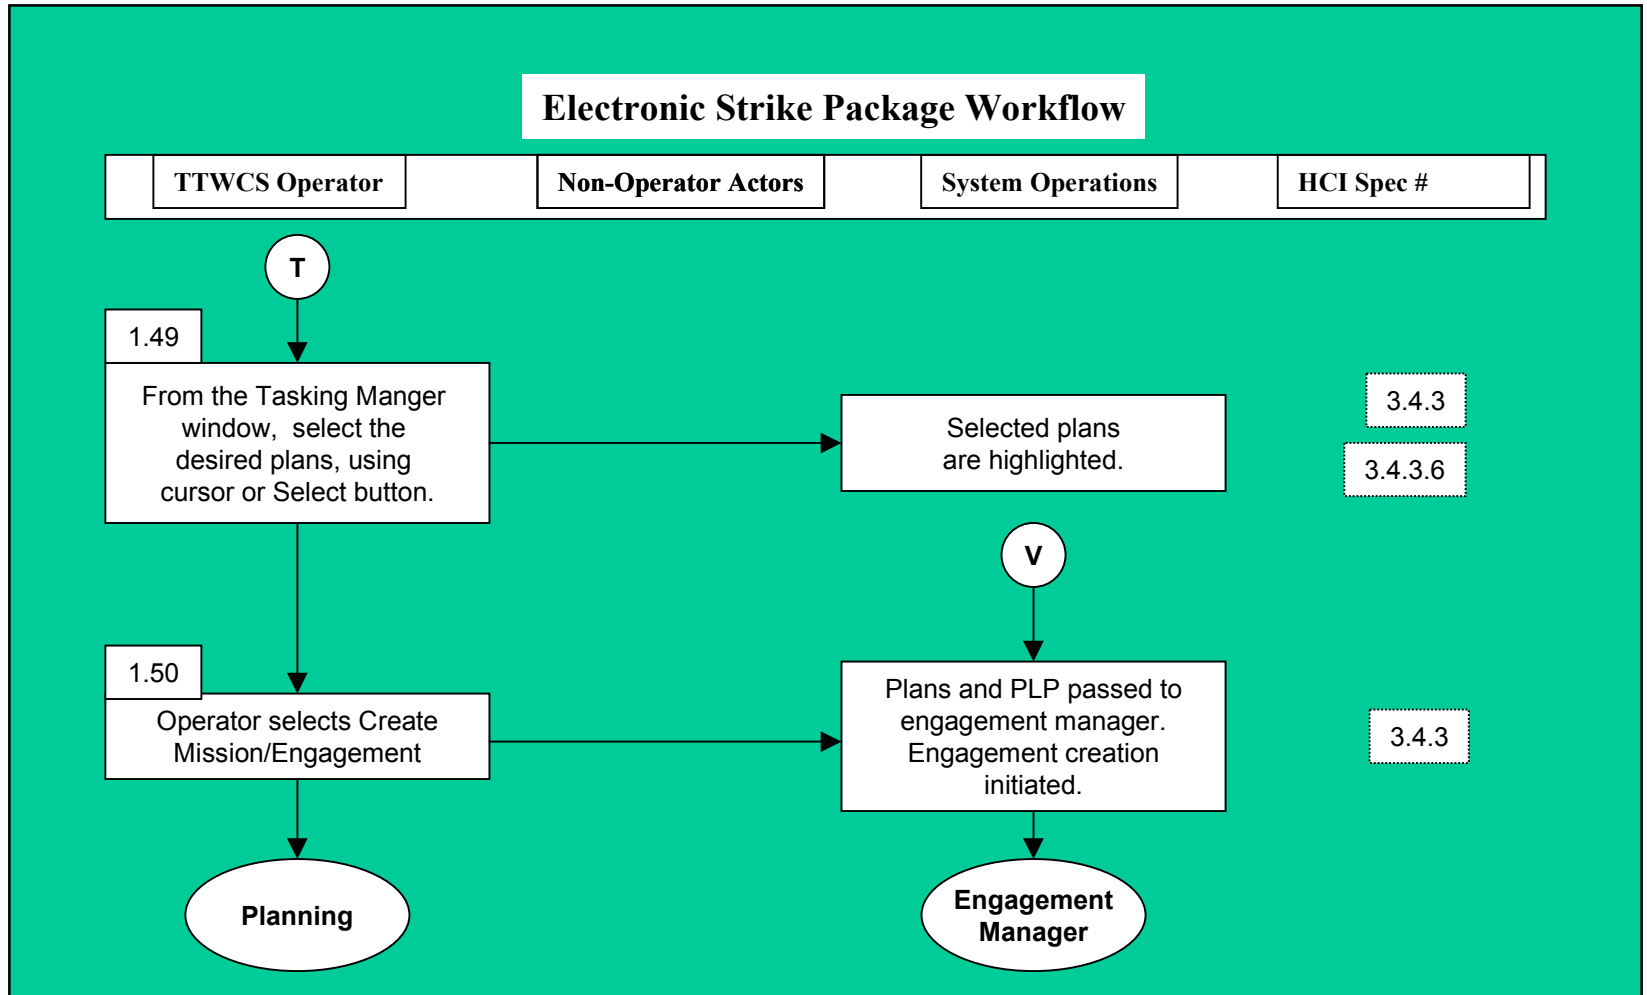 Electronic Strike Package Workflow
TTWCS Operator
Non-Operator Actors
System Operations
HCI Spec #
T
1.49
From the Tasking Manger
window,  select the
desired plans, using
cursor or Select button.
Selected plans
are highlighted.
3.4.3
3.4.3.6
V
1.50
Operator selects Create
Mission/Engagement
Plans and PLP passed to
engagement manager.
Engagement creation
initiated.
3.4.3
Planning
Engagement
Manager